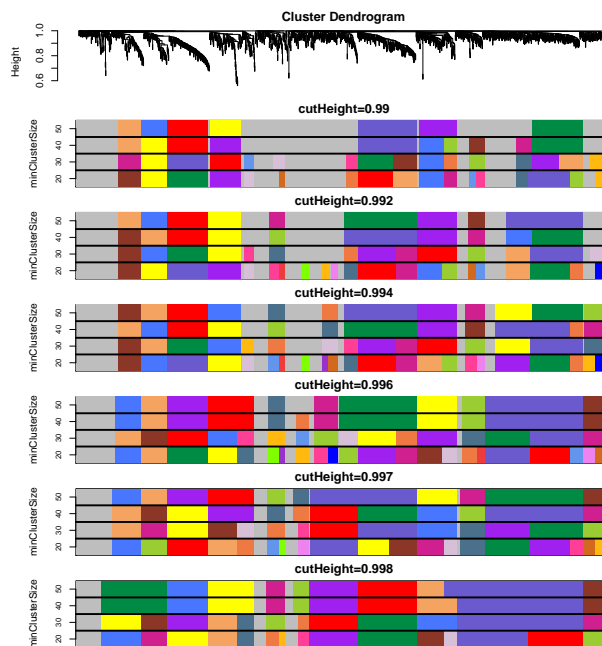 Cluster Dendrogram
Height
1.0
0.8
0.6
cutHeight=0.99
minClusterSize
50
40
30
20
cutHeight=0.992
minClusterSize
50
40
30
20
cutHeight=0.994
minClusterSize
50
40
30
20
cutHeight=0.996
minClusterSize
50
40
30
20
cutHeight=0.997
minClusterSize
50
40
30
20
cutHeight=0.998
minClusterSize
50
40
30
20